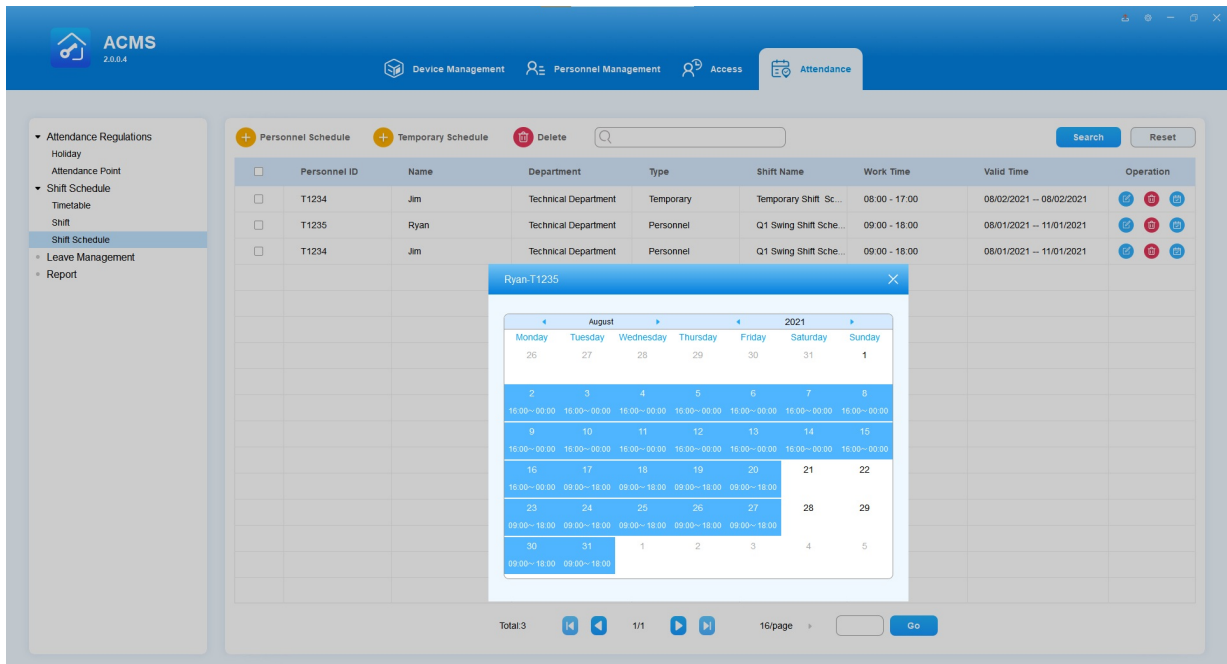 ACMS
2.0.0.4
Device Management Personnel Management Access Attendance
Attendance Regulations
Holiday
Attendance Point
Shift Schedule
Timetable
Shift
Shift Schedule
Leave Management
Report
Personnel Schedule Temporary Schedule Delete Search Reset
Personnel ID Name Department Type Shift Name Work Time Valid Time Operation
T1234 Jim Technical Department Temporary Temporary Shift Sc... 08:00 - 17:00 08/02/2021 -- 08/02/2021
T1235 Ryan Technical Department Personnel Q1 Swing Shift Sche... 09:00 - 18:00 08/01/2021 -- 11/01/2021
T1234 Jim Technical Department Personnel Q1 Swing Shift Sche... 09:00 - 18:00 08/01/2021 -- 11/01/2021
Ryan-T1235
August 2021
Monday Tuesday Wednesday Thursday Friday Saturday Sunday
26 27 28 29 30 31 1
2 3 4 5 6 7 8
16:00~00:00 16:00~00:00 16:00~00:00 16:00~00:00 16:00~00:00 16:00~00:00 16:00~00:00
9 10 11 12 13 14 15
16:00~00:00 16:00~00:00 16:00~00:00 16:00~00:00 16:00~00:00 16:00~00:00 16:00~00:00
16 17 18 19 20 21 22
16:00~00:00 09:00~18:00 09:00~18:00 09:00~18:00 09:00~18:00
23 24 25 26 27 28 29
09:00~18:00 09:00~18:00 09:00~18:00 09:00~18:00 09:00~18:00
30 31 1 2 3 4 5
09:00~18:00 09:00~18:00
Total:3 1/1 16/page Go